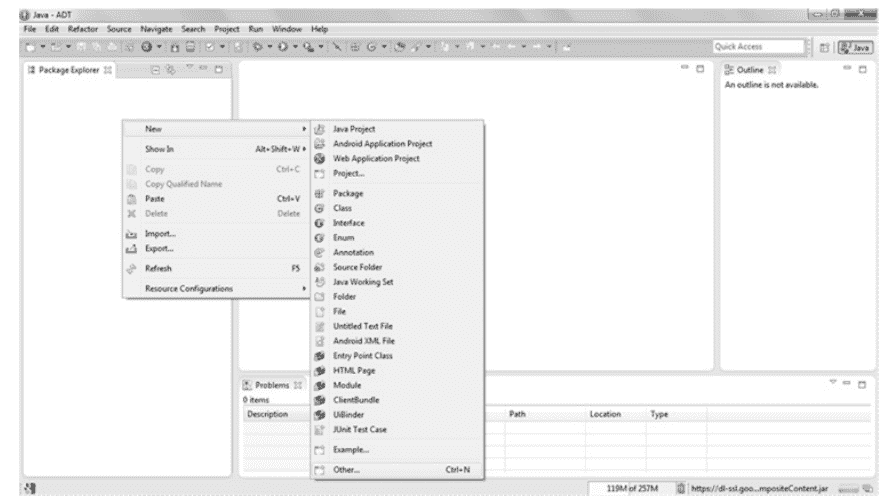 Java - ADT
File Edit Refactor Source Navigate Search Project Run Window Help
Quick Access
Java
Package Explorer
Outline
An outline is not available.
New
Show In Alt+Shift+W
Copy Ctrl+C
Copy Qualified Name
Paste Ctrl+V
Delete Delete
Import...
Export...
Refresh F5
Resource Configurations
Java Project
Android Application Project
Web Application Project
Project...
Package
Class
Interface
Enum
Annotation
Source Folder
Java Working Set
Folder
File
Untitled Text File
Android XML File
Entry Point Class
HTML Page
Module
ClientBundle
UiBinder
JUnit Test Case
Example...
Other... Ctrl+N
Problems
0 items
Description Path Location Type
119M of 257M https://dl-ssl.goo...mpositeContent.jar